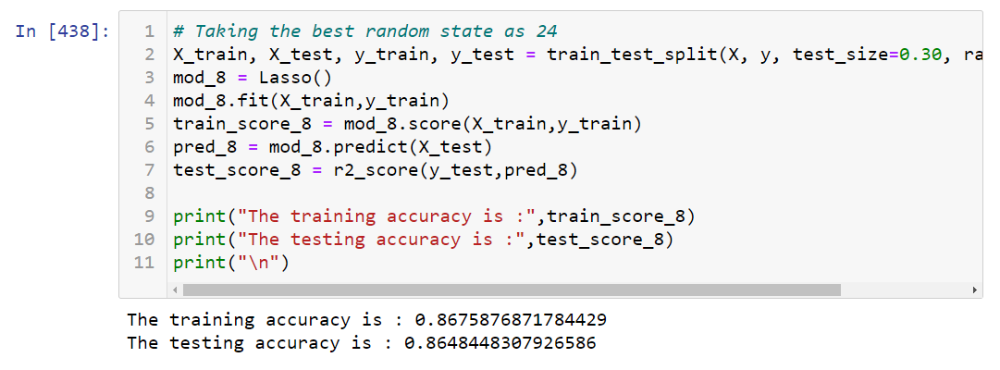 In [438]:
1 # Taking the best random state as 24
2 X_train, X_test, y_train, y_test = train_test_split(X, y, test_size=0.30, ra
3 mod_8 = Lasso()
4 mod_8.fit(X_train,y_train)
5 train_score_8 = mod_8.score(X_train,y_train)
6 pred_8 = mod_8.predict(X_test)
7 test_score_8 = r2_score(y_test,pred_8)
8
9 print("The training accuracy is :",train_score_8)
10 print("The testing accuracy is :",test_score_8)
11 print("\n")
The training accuracy is : 0.8675876871784429
The testing accuracy is : 0.8648448307926586